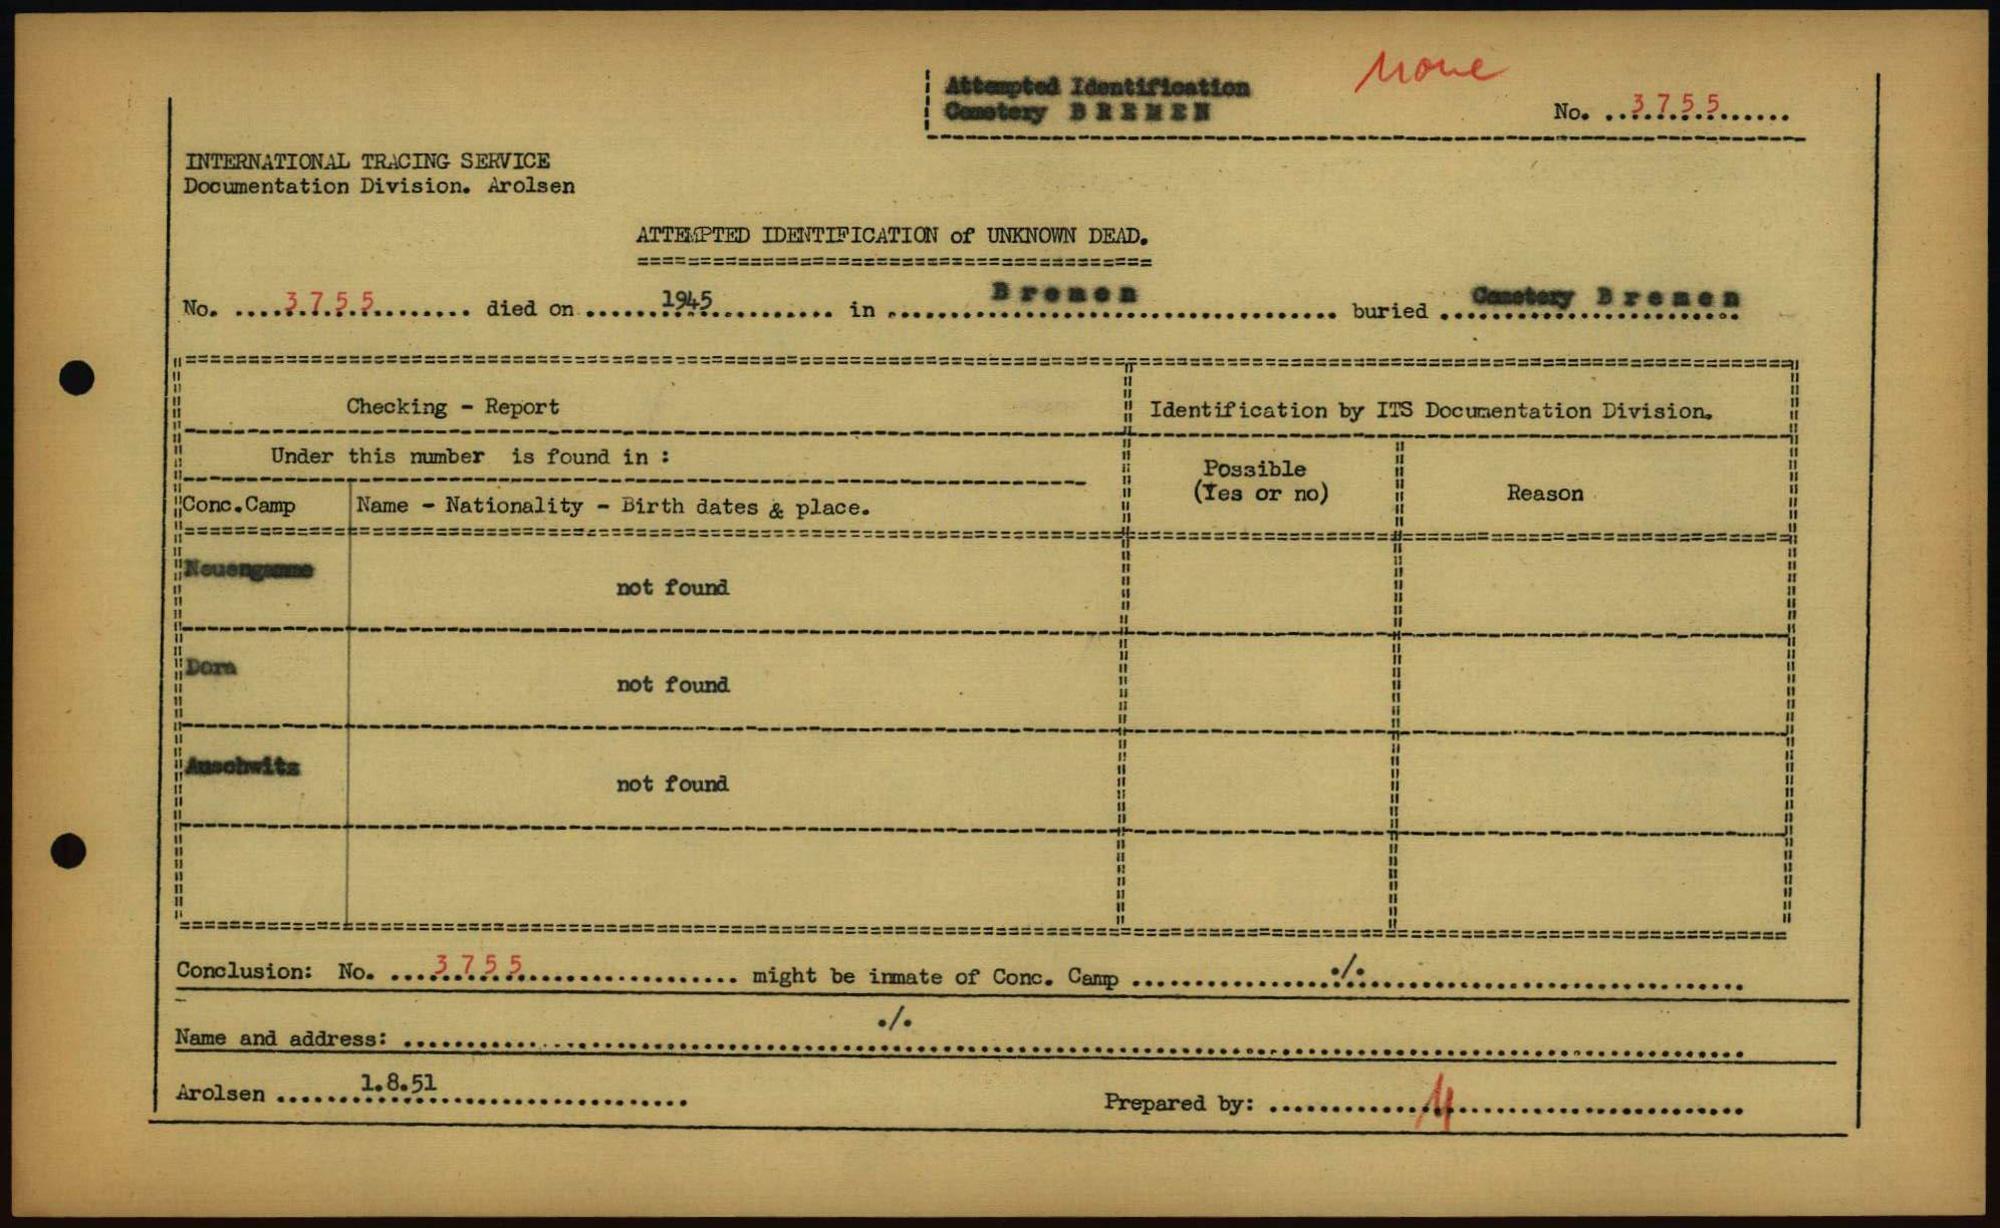 none
Attempted Identification
Cemetery BREMEN
No. ..3755......
INTERNATIONAL TRACING SERVICE
Documentation Division. Arolsen
ATTEMPTED IDENTIFICATION of UNKNOWN DEAD.
No. ....3755........ died on ......1945.......... in ........Bremen................ buried ..Cemetery Bremen
Checking - Report
Identification by ITS Documentation Division.
Under this number is found in :
Possible
(Yes or no)
Reason
Conc.Camp Name - Nationality - Birth dates & place.
Neuengamme
not found
Dora
not found
Auschwitz
not found
Conclusion: No. ....3755................. might be inmate of Conc. Camp ................./...............................
Name and address: ......................................./...................................................................
Arolsen .......1.8.51....................
Prepared by: ......................................